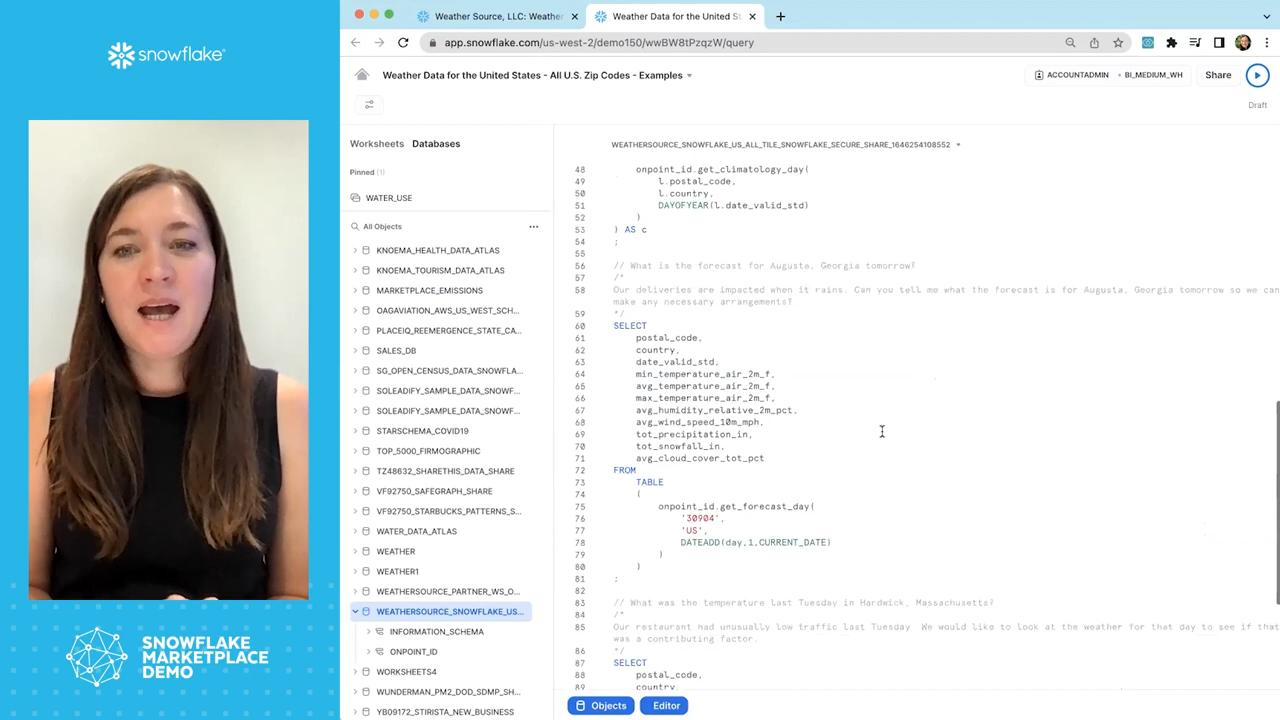 snowflake
SNOWFLAKE
MARKETPLACE
DEMO
Weather Source, LLC: Weather
Weather Data for the United St
app.snowflake.com/us-west-2/demo150/wwBW8tPzqzW/query
Weather Data for the United States - All U.S. Zip Codes - Examples
ACCOUNTADMIN • BI_MEDIUM_WH
Share
Draft
Worksheets Databases
Pinned (1)
WATER_USE
All Objects
KNOEMA_HEALTH_DATA_ATLAS
KNOEMA_TOURISM_DATA_ATLAS
MARKETPLACE_EMISSIONS
OAGAVIATION_AWS_US_WEST_SCH...
PLACEIQ_REEMERGENCE_STATE_CA...
SALES_DB
SG_OPEN_CENSUS_DATA_SNOWFLA...
SOLEADIFY_SAMPLE_DATA_SNOWF...
SOLEADIFY_SAMPLE_DATA_SNOWF...
STARSCHEMA_COVID19
TOP_5000_FIRMOGRAPHIC
TZ48632_SHARETHIS_DATA_SHARE
VF92750_SAFEGRAPH_SHARE
VF92750_STARBUCKS_PATTERNS_S...
WATER_DATA_ATLAS
WEATHER
WEATHER1
WEATHERSOURCE_PARTNER_WS_O...
WEATHERSOURCE_SNOWFLAKE_US...
INFORMATION_SCHEMA
ONPOINT_ID
WORKSHEETS4
WUNDERMAN_PM2_DOD_SDMP_SH...
YB09172_STIRISTA_NEW_BUSINESS
WEATHERSOURCE_SNOWFLAKE_US_ALL_TILE_SNOWFLAKE_SECURE_SHARE_1646254108552
48 onpoint_id.get_climatology_day(
49 l.postal_code,
50 l.country,
51 DAYOFYEAR(l.date_valid_std)
52 )
53 ) AS c
54 ;
55
56 // What is the forecast for Augusta, Georgia tomorrow?
57 /*
58 Our deliveries are impacted when it rains. Can you tell me what the forecast is for Augusta, Georgia tomorrow so we can
make any necessary arrangements?
59 */
60 SELECT
61 postal_code,
62 country,
63 date_valid_std,
64 min_temperature_air_2m_f,
65 avg_temperature_air_2m_f,
66 max_temperature_air_2m_f,
67 avg_humidity_relative_2m_pct,
68 avg_wind_speed_10m_mph,
69 tot_precipitation_in,
70 tot_snowfall_in,
71 avg_cloud_cover_tot_pct
72 FROM
73 TABLE
74 (
75 onpoint_id.get_forecast_day(
76 '30904',
77 'US',
78 DATEADD(day,1,CURRENT_DATE)
79 )
80 )
81 ;
82
83 // What was the temperature last Tuesday in Hardwick, Massachusetts?
84 /*
85 Our restaurant had unusually low traffic last Tuesday. We would like to look at the weather for that day to see if that
was a contributing factor.
86 */
87 SELECT
88 postal_code,
89 country,
Objects
Editor